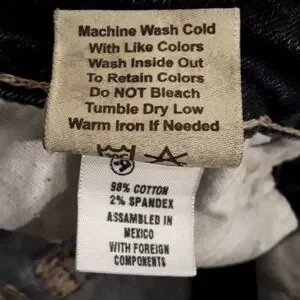 Machine Wash Cold
With Like Colors
Wash Inside Out
To Retain Colors
Do NOT Bleach
Tumble Dry Low
Warm Iron If Needed
98% COTTON
2% SPANDEX
ASSEMBLED IN
MEXICO
WITH FOREIGN
COMPONENTS